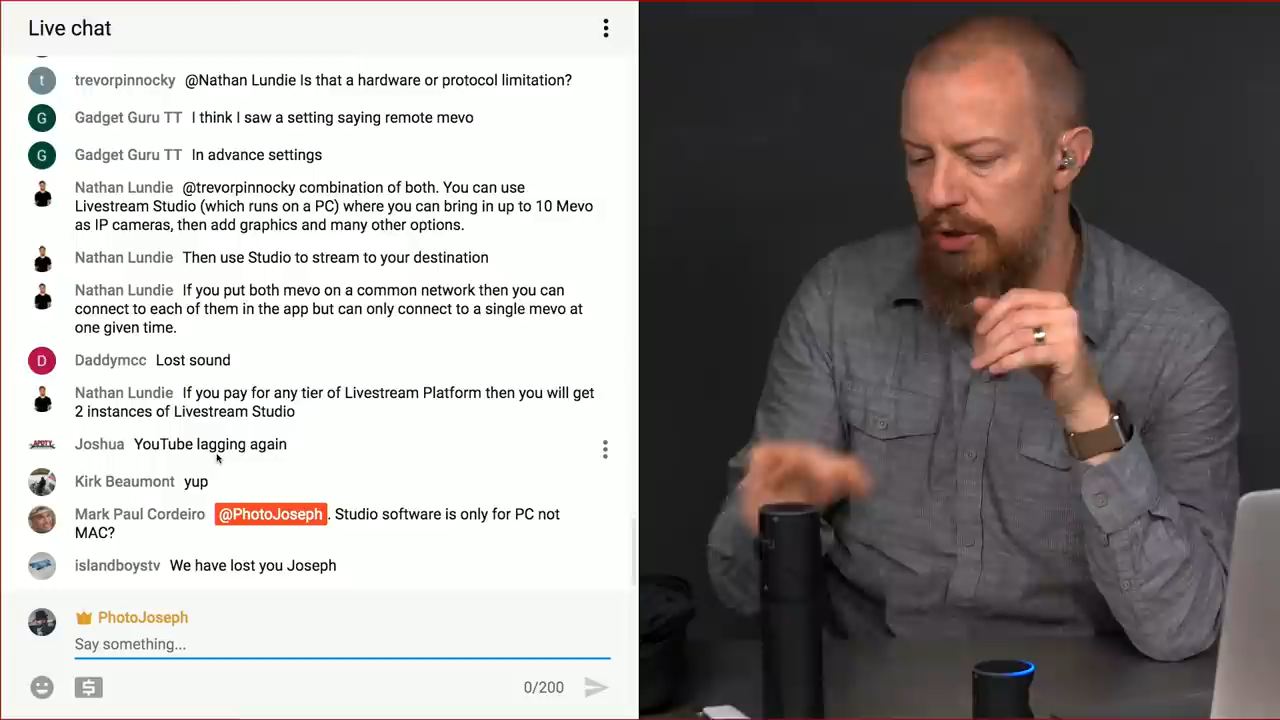 Live chat
t trevorpinnocky @Nathan Lundie Is that a hardware or protocol limitation?
G Gadget Guru TT I think I saw a setting saying remote mevo
G Gadget Guru TT In advance settings
Nathan Lundie @trevorpinnocky combination of both. You can use
Livestream Studio (which runs on a PC) where you can bring in up to 10 Mevo
as IP cameras, then add graphics and many other options.
Nathan Lundie Then use Studio to stream to your destination
Nathan Lundie If you put both mevo on a common network then you can
connect to each of them in the app but can only connect to a single mevo at
one given time.
D Daddymcc Lost sound
Nathan Lundie If you pay for any tier of Livestream Platform then you will get
2 instances of Livestream Studio
Joshua YouTube lagging again
Kirk Beaumont yup
Mark Paul Cordeiro @PhotoJoseph. Studio software is only for PC not
MAC?
islandboystv We have lost you Joseph
PhotoJoseph
Say something...
$ 0/200